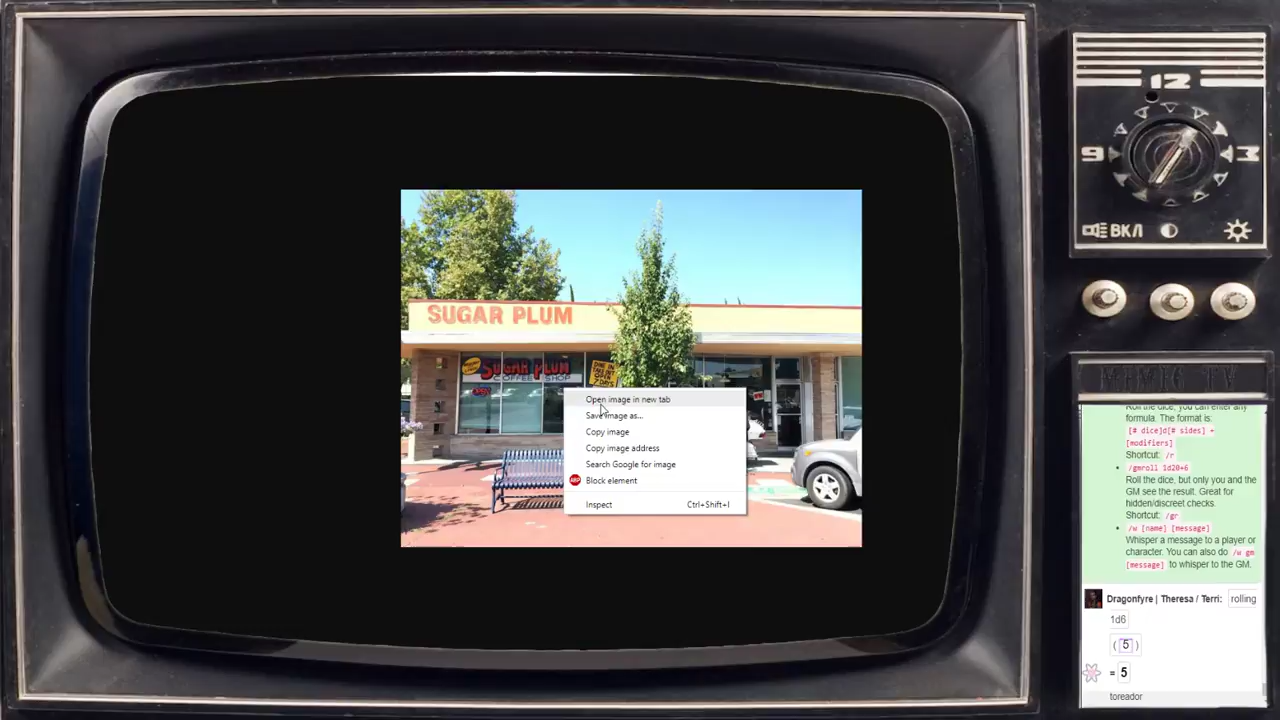 12
9
3
ВКЛ
MIMIC TV
SUGAR PLUM
SUGAR PLUM
COFFEE SHOP
OPEN
Open image in new tab
Save image as...
Copy image
Copy image address
Search Google for image
ABP
Block element
Inspect Ctrl+Shift+I
Roll the dice, you can enter any
formula. The format is:
[# dice]d[# sides] +
[modifiers]
Shortcut: /r
/gmroll 1d20+6
Roll the dice, but only you and the
GM see the result. Great for
hidden/discreet checks.
Shortcut: /gr
/w [name] [message]
Whisper a message to a player or
character. You can also do /w gm
[message] to whisper to the GM.
Dragonfyre | Theresa / Terri: rolling
1d6
(5)
= 5
toreador